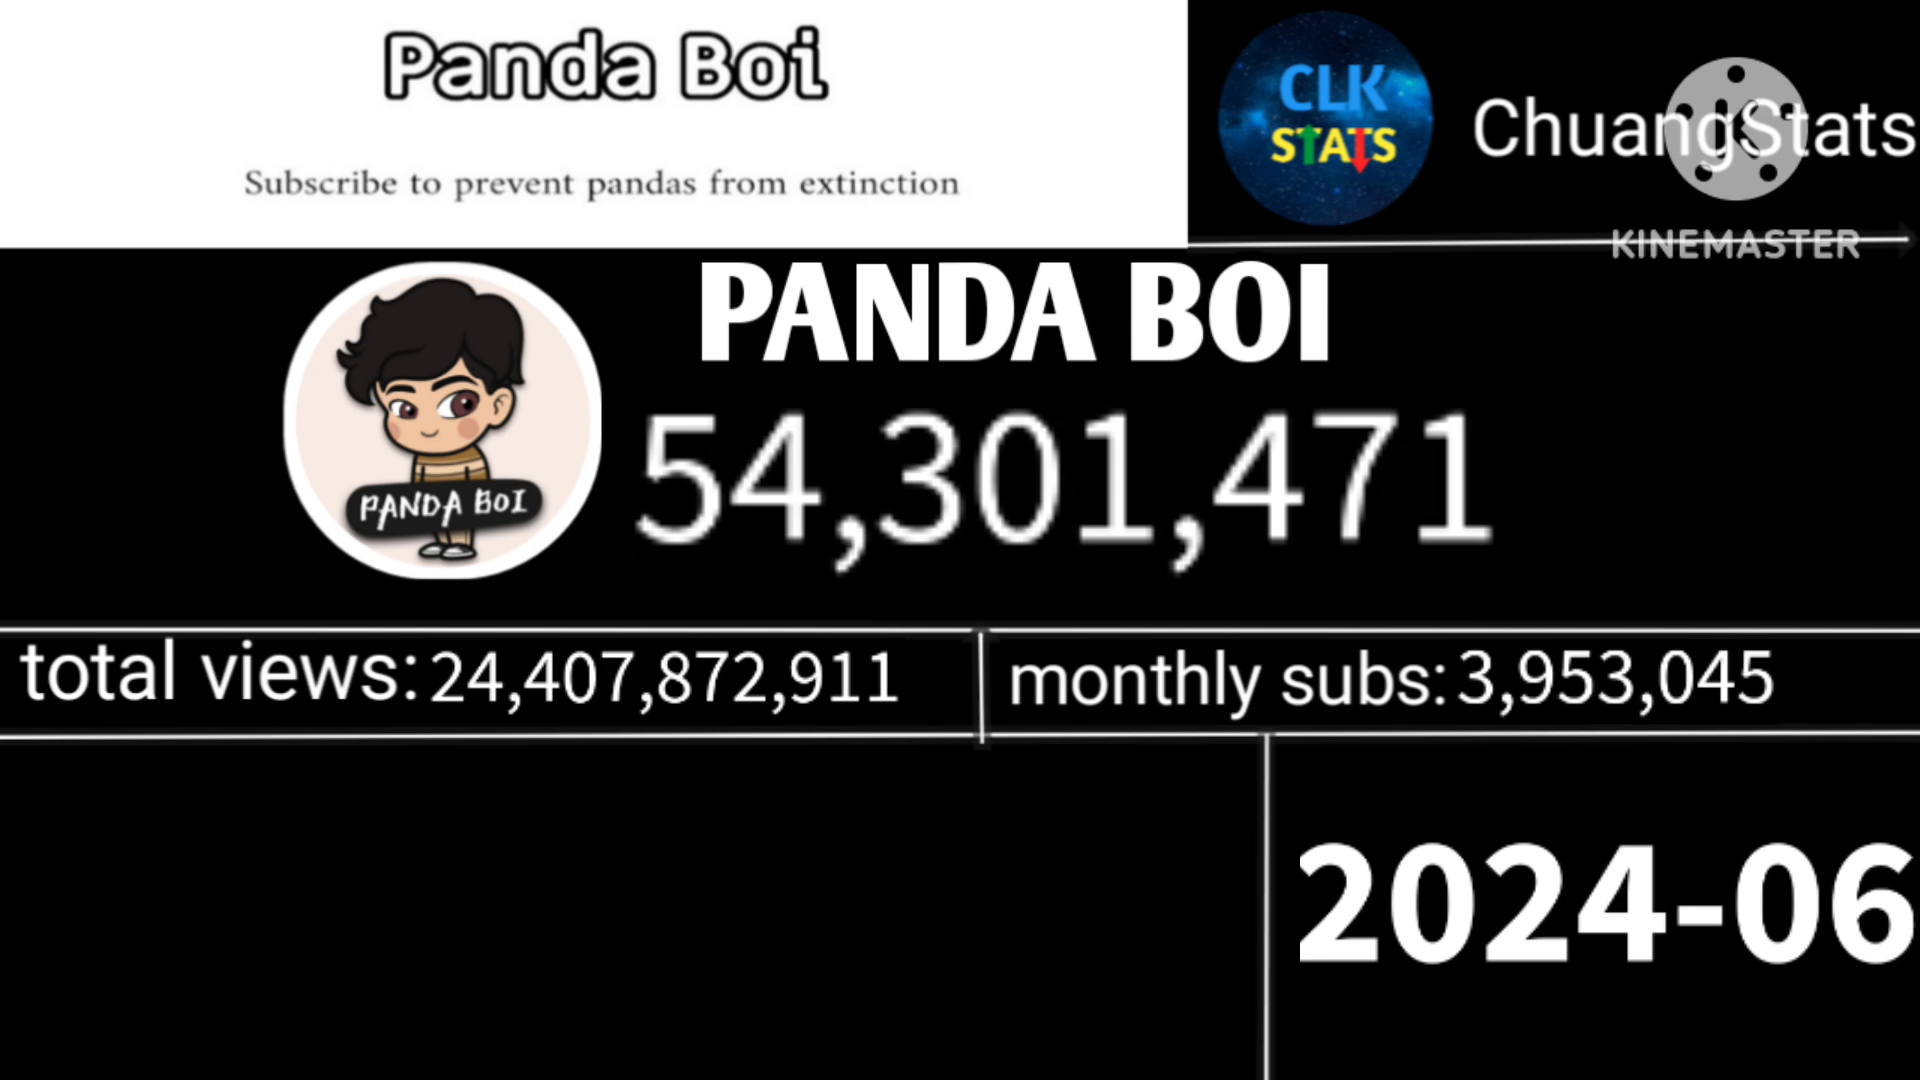 Panda Boi
Subscribe to prevent pandas from extinction
CLK
STATS
ChuangStats
KINEMASTER
PANDA BOI
54,301,471
PANDA BOI
total views: 24,407,872,911
monthly subs: 3,953,045
2024-06